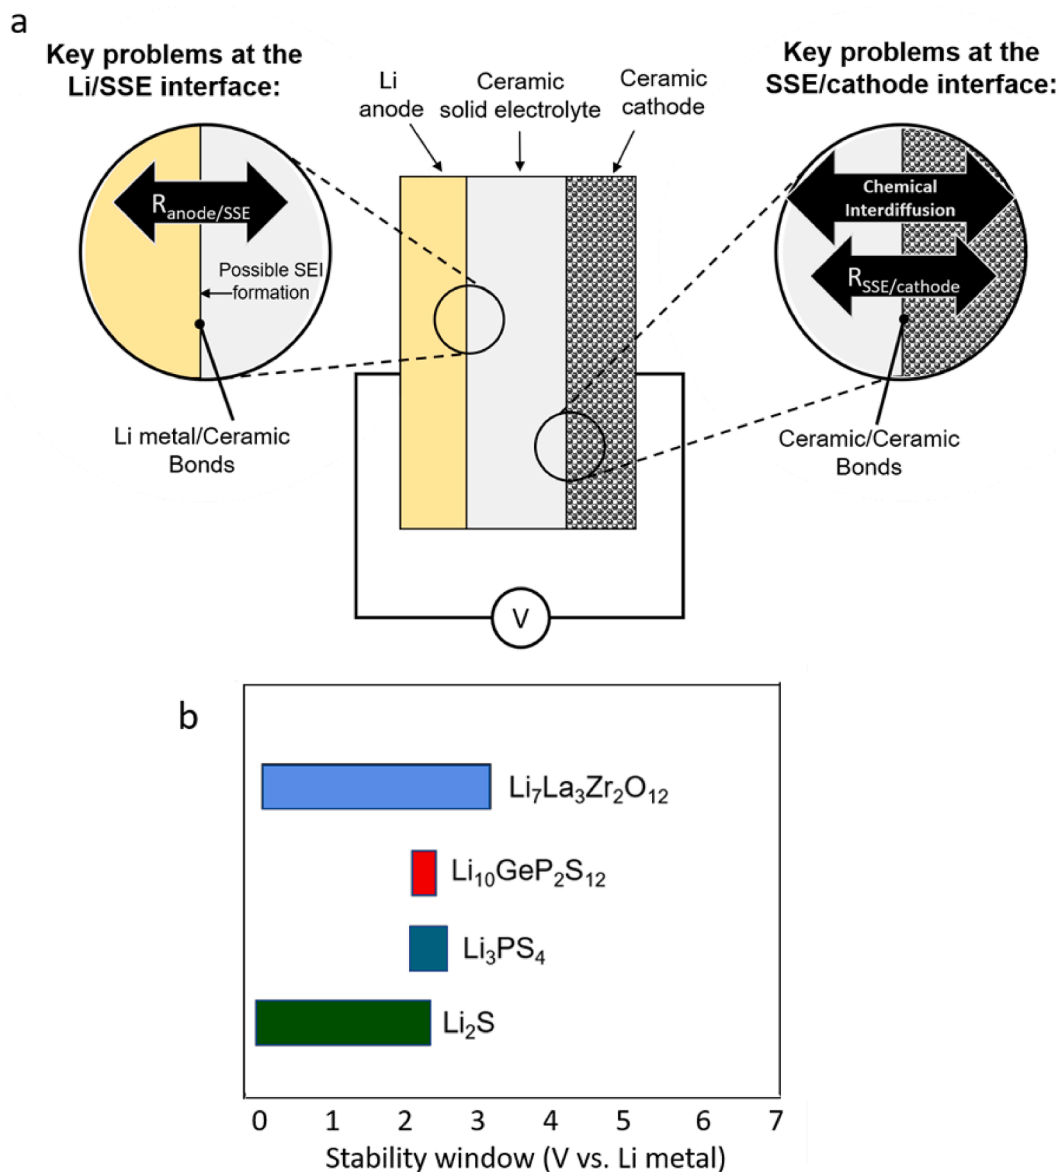 a
Key problems at the
Li/SSE interface:
Li
anode
Ceramic
solid electrolyte
Ceramic
cathode
Key problems at the
SSE/cathode interface:
R anode/SSE
Possible SEI
formation
Li metal/Ceramic
Bonds
Chemical
Interdiffusion
R SSE/cathode
Ceramic/Ceramic
Bonds
V
b
Li₇La₃Zr₂O₁₂
Li₁₀GeP₂S₁₂
Li₃PS₄
Li₂S
0 1 2 3 4 5 6 7
Stability window (V vs. Li metal)